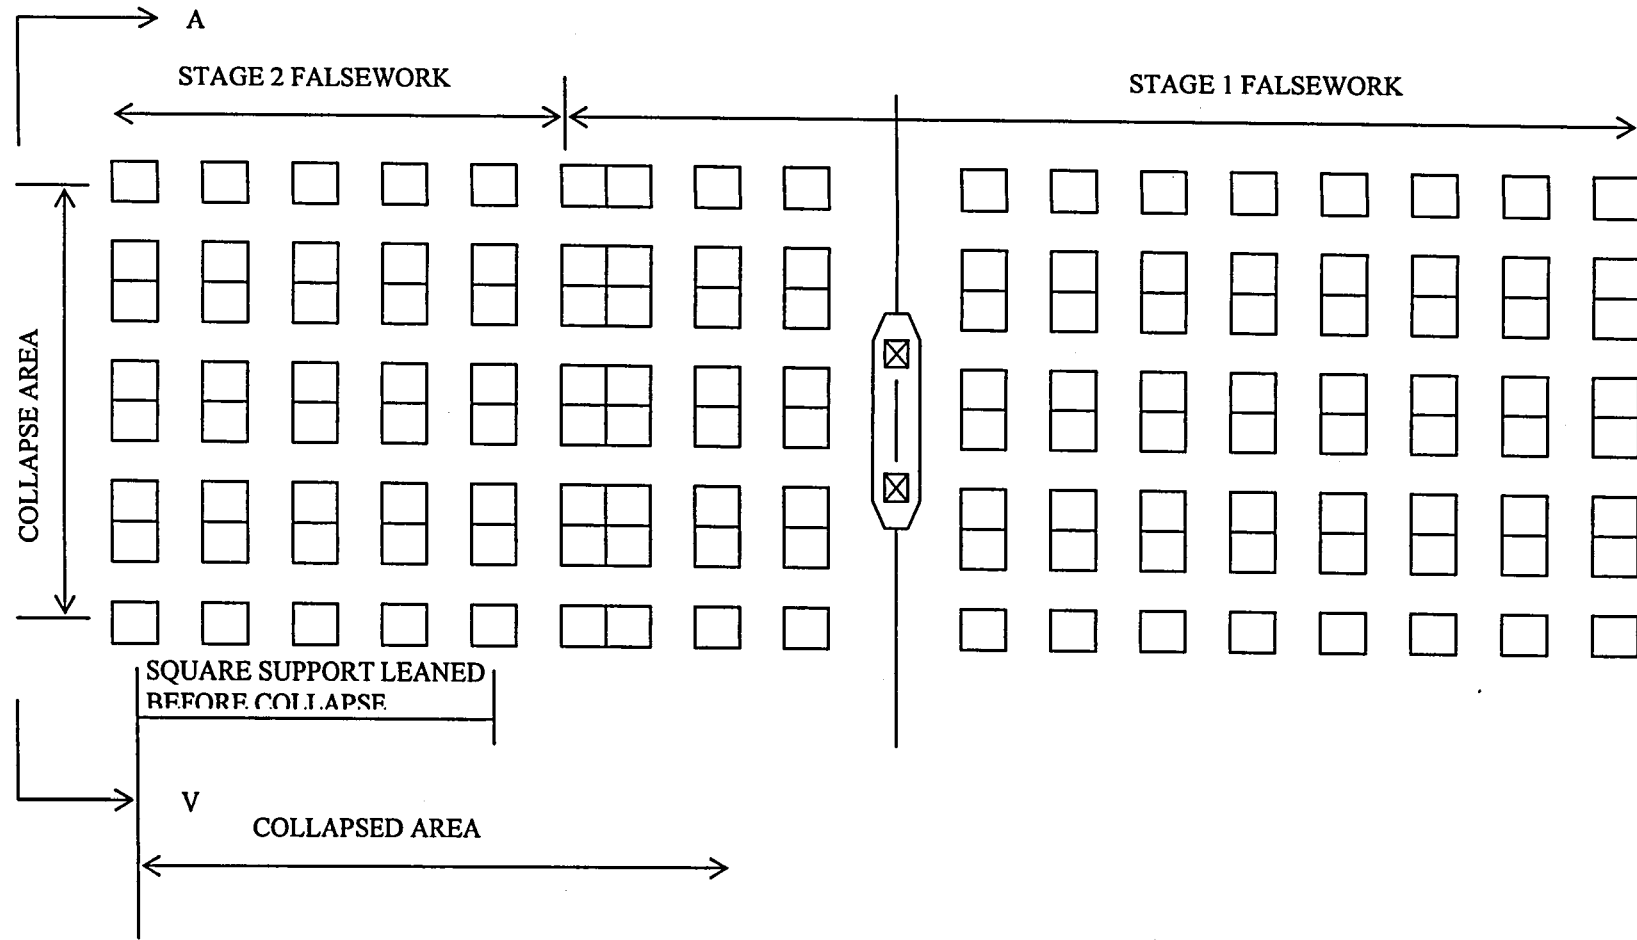 A
STAGE 2 FALSEWORK
STAGE 1 FALSEWORK
COLLAPSE AREA
SQUARE SUPPORT LEANED
BEFORE COLLAPSE
V
COLLAPSED AREA